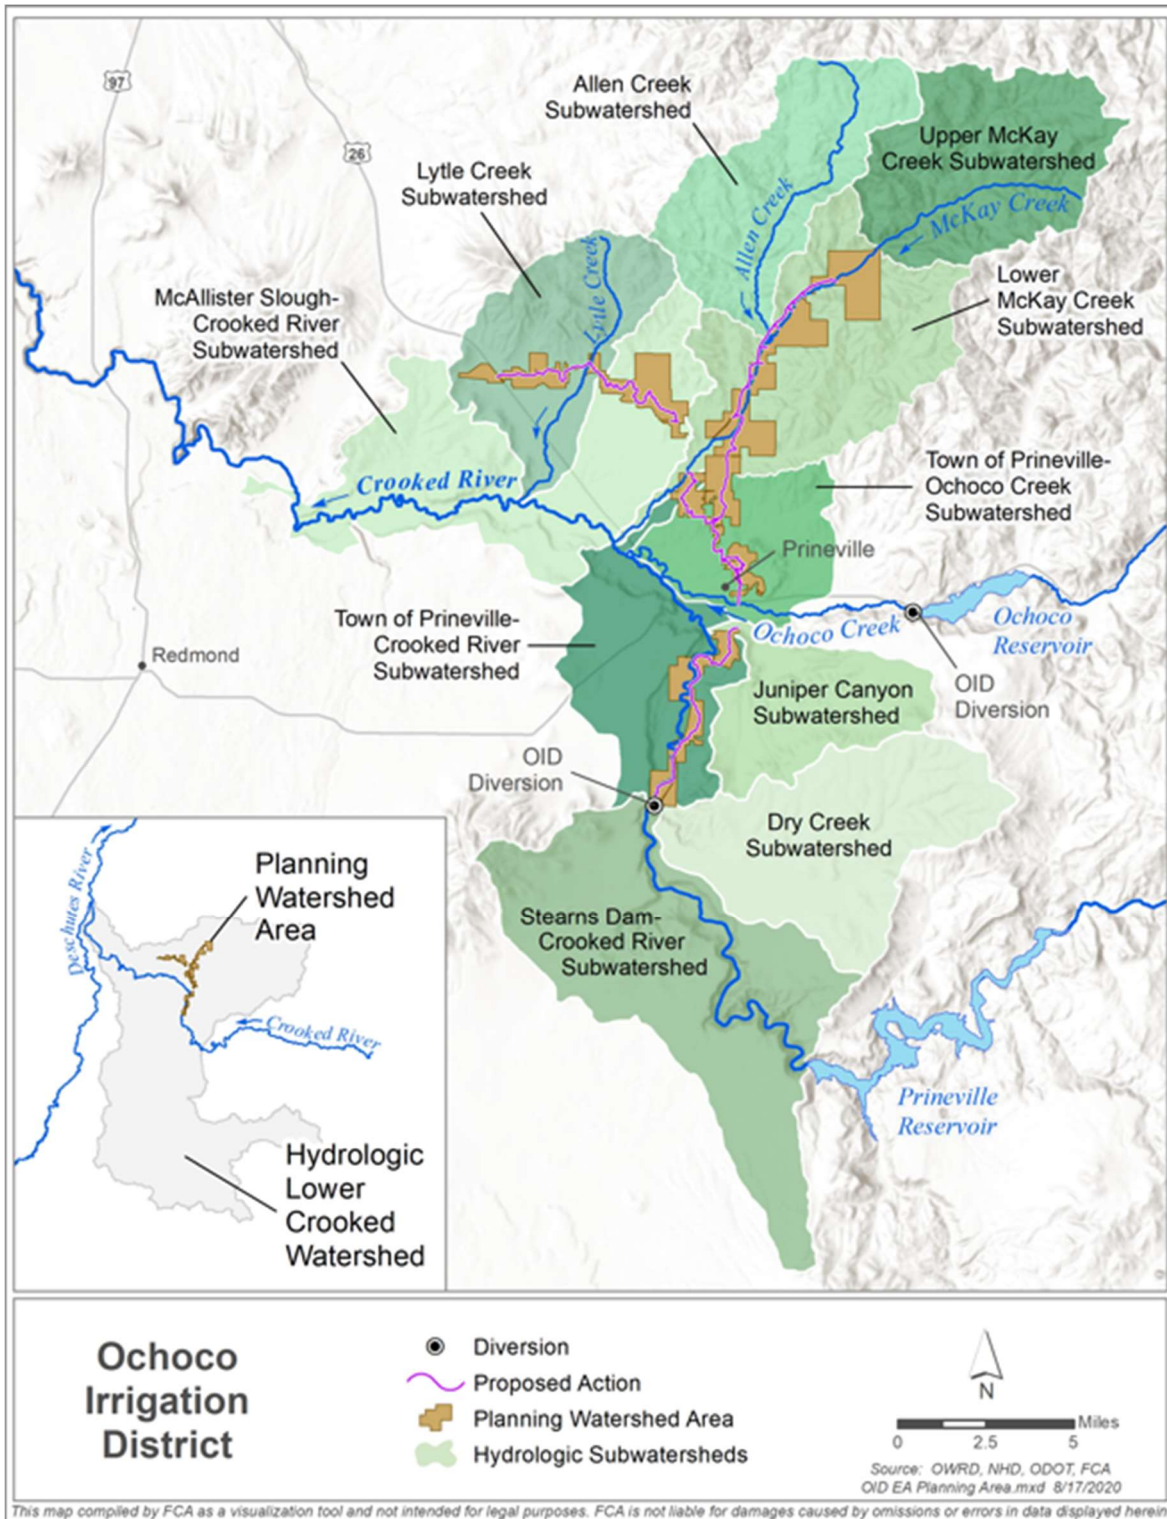 97
26
Allen Creek
Subwatershed
Upper McKay
Creek Subwatershed
Lytle Creek
Subwatershed
Allen Creek
McKay Creek
Lytle Creek
Lower
McKay Creek
Subwatershed
McAllister Slough-
Crooked River
Subwatershed
Crooked River
Town of Prineville-
Ochoco Creek
Subwatershed
Prineville
Town of Prineville-
Crooked River
Subwatershed
Ochoco Creek
Ochoco
Reservoir
Redmond
Juniper Canyon
Subwatershed
OID
Diversion
OID
Diversion
Dry Creek
Subwatershed
Stearns Dam-
Crooked River
Subwatershed
Prineville
Reservoir
Planning
Watershed
Area
Deschutes River
Crooked River
Hydrologic
Lower
Crooked
Watershed
Ochoco
Irrigation
District
Diversion
Proposed Action
Planning Watershed Area
Hydrologic Subwatersheds
N
Miles
0 2.5 5
Source: OWRD, NHD, ODOT, FCA
OID EA Planning Area.mxd 8/17/2020
This map compiled by FCA as a visualization tool and not intended for legal purposes. FCA is not liable for damages caused by omissions or errors in data displayed herein